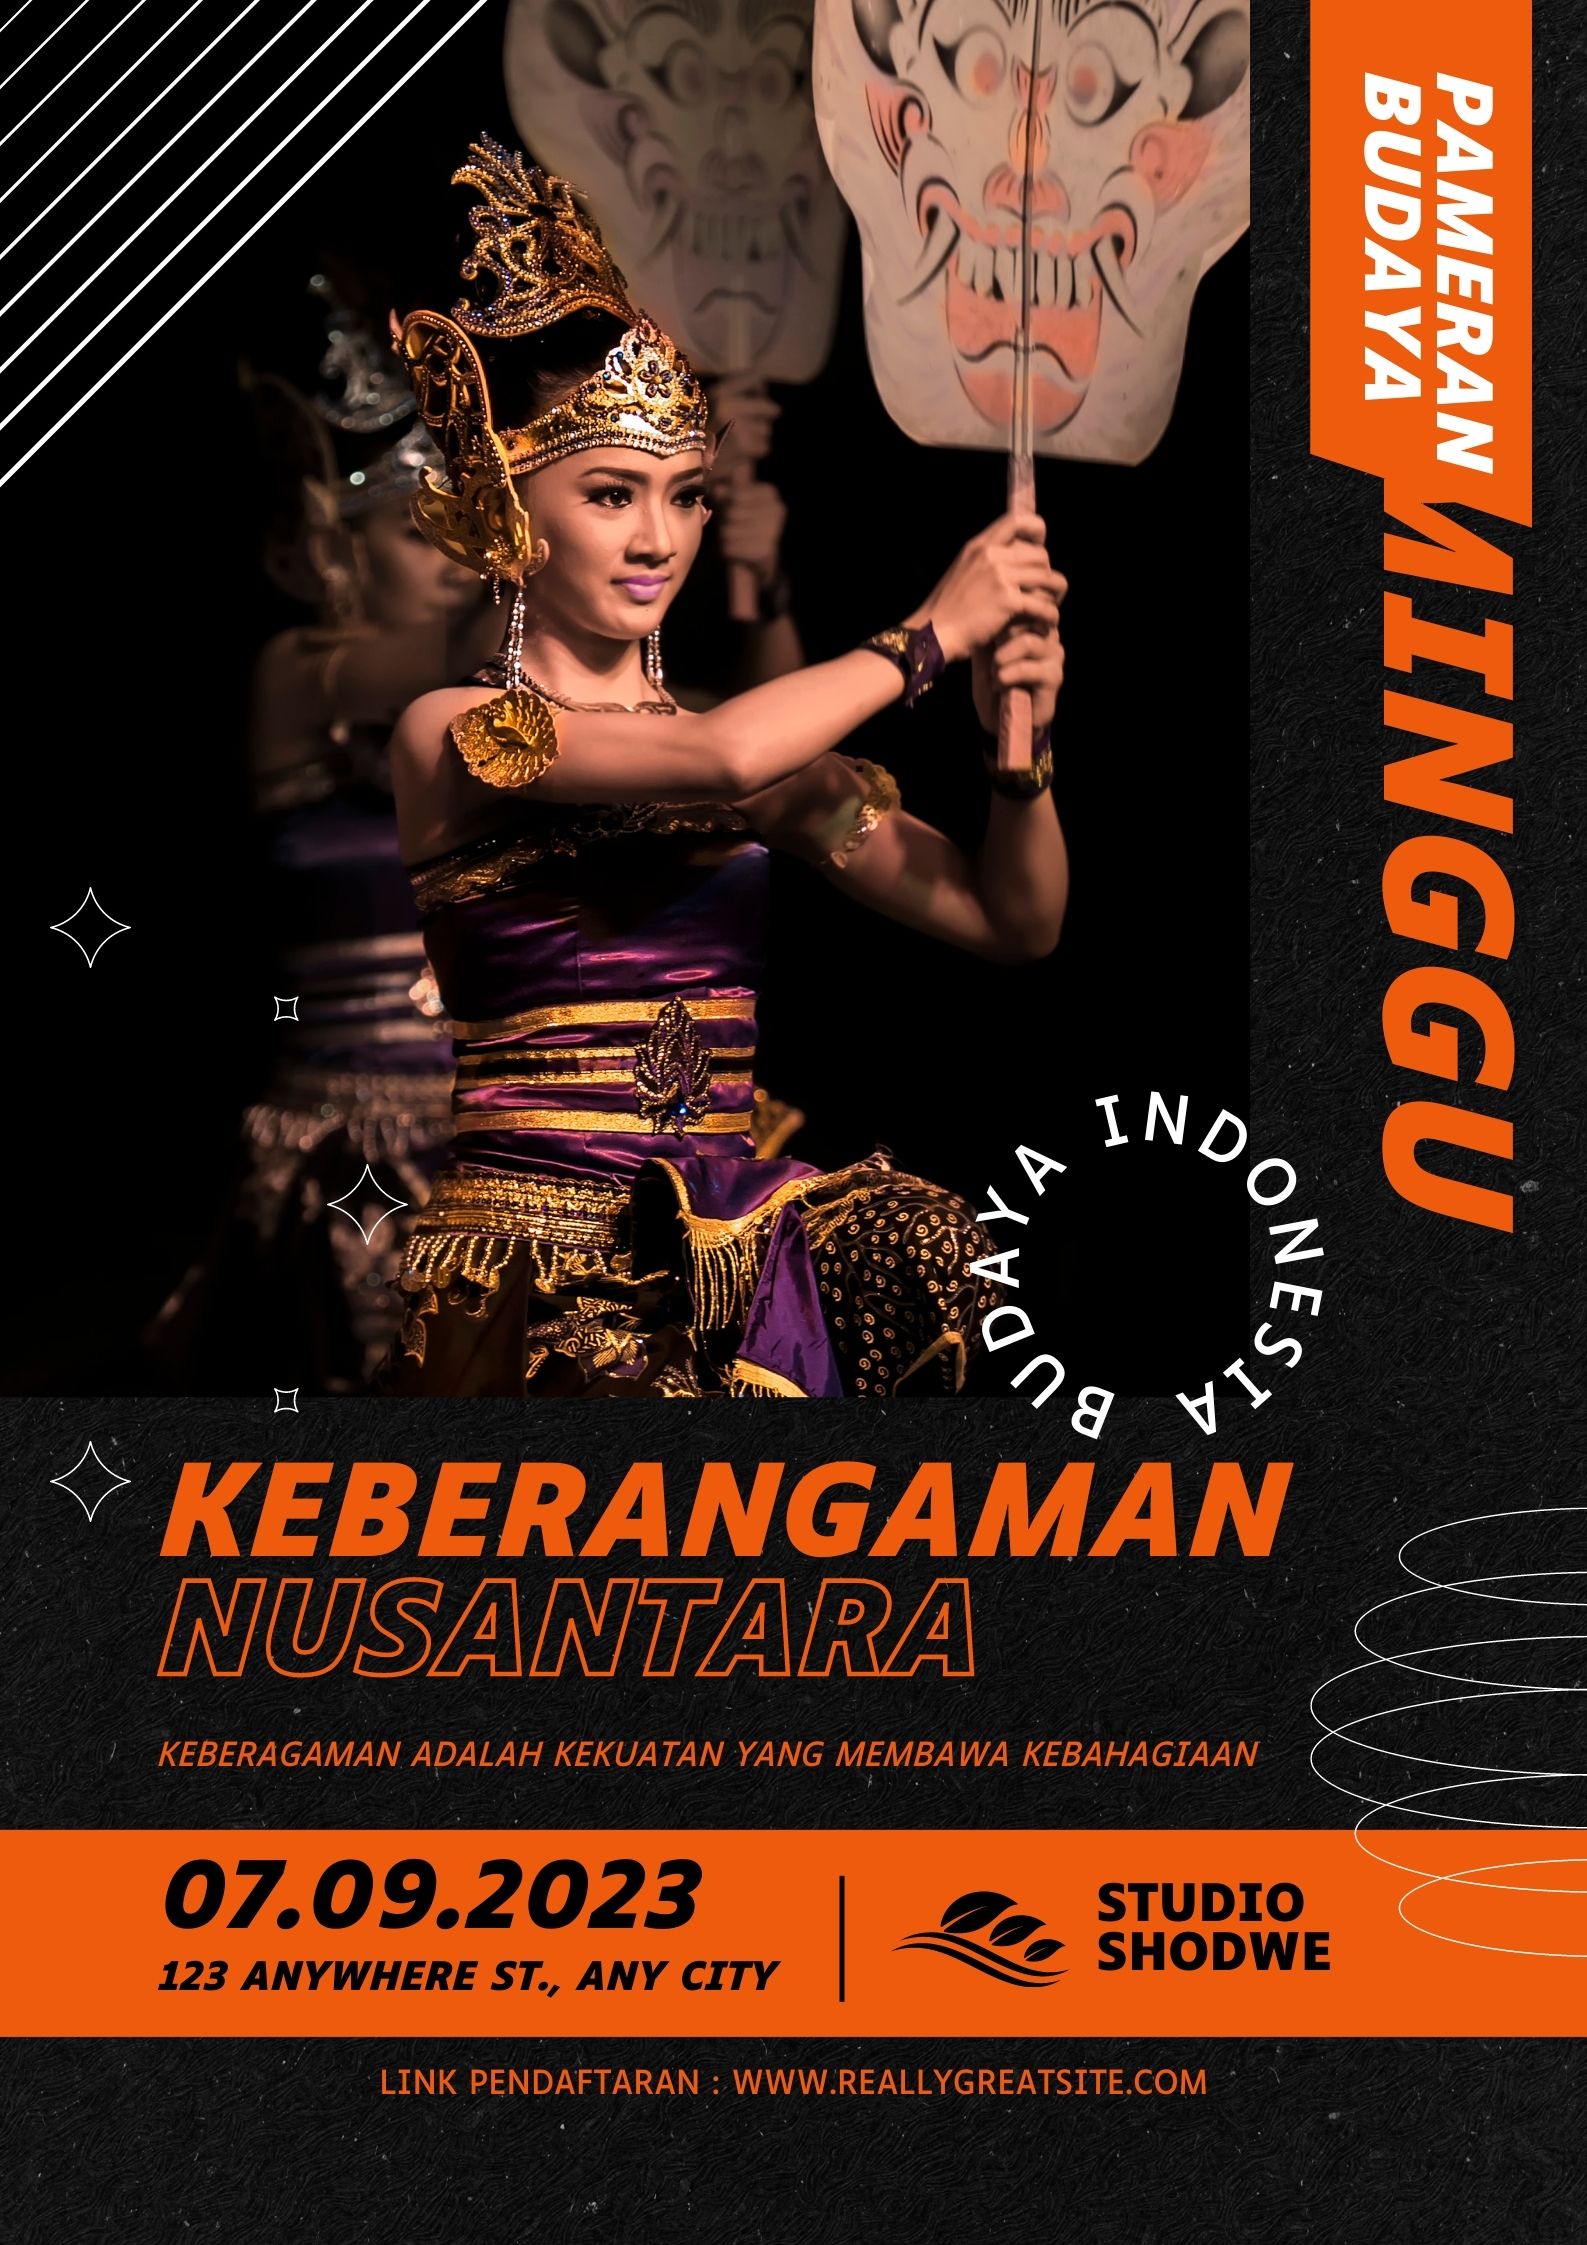 PAMERAN
BUDAYA
MINGGU
BUDAYA INDONESIA
KEBERANGAMAN
NUSANTARA
KEBERAGAMAN ADALAH KEKUATAN YANG MEMBAWA KEBAHAGIAAN
07.09.2023
123 ANYWHERE ST., ANY CITY
STUDIO
SHODWE
LINK PENDAFTARAN : WWW.REALLYGREATSITE.COM